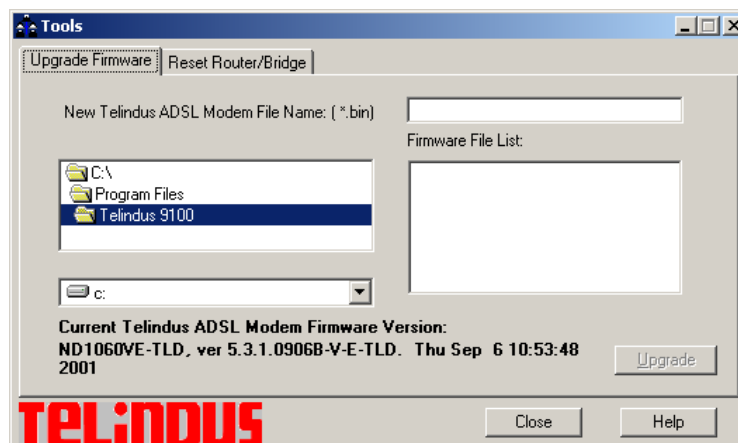 Tools
Upgrade Firmware Reset Router/Bridge
New Telindus ADSL Modem File Name: ( *.bin)
Firmware File List:
C:\
Program Files
Telindus 9100
c:
Current Telindus ADSL Modem Firmware Version:
ND1060VE-TLD, ver 5.3.1.0906B-V-E-TLD. Thu Sep 6 10:53:48
2001
Upgrade
TELINDUS
Close Help